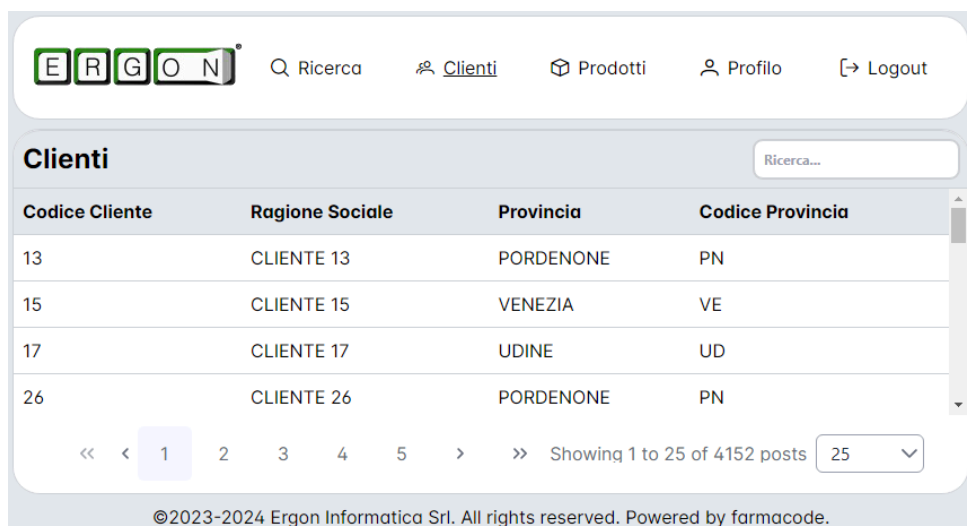 ERGON Ricerca Clienti Prodotti Profilo Logout
Clienti Ricerca...
Codice Cliente Ragione Sociale Provincia Codice Provincia
13 CLIENTE 13 PORDENONE PN
15 CLIENTE 15 VENEZIA VE
17 CLIENTE 17 UDINE UD
26 CLIENTE 26 PORDENONE PN
<< < 1 2 3 4 5 > >> Showing 1 to 25 of 4152 posts 25
©2023-2024 Ergon Informatica Srl. All rights reserved. Powered by farmacode.